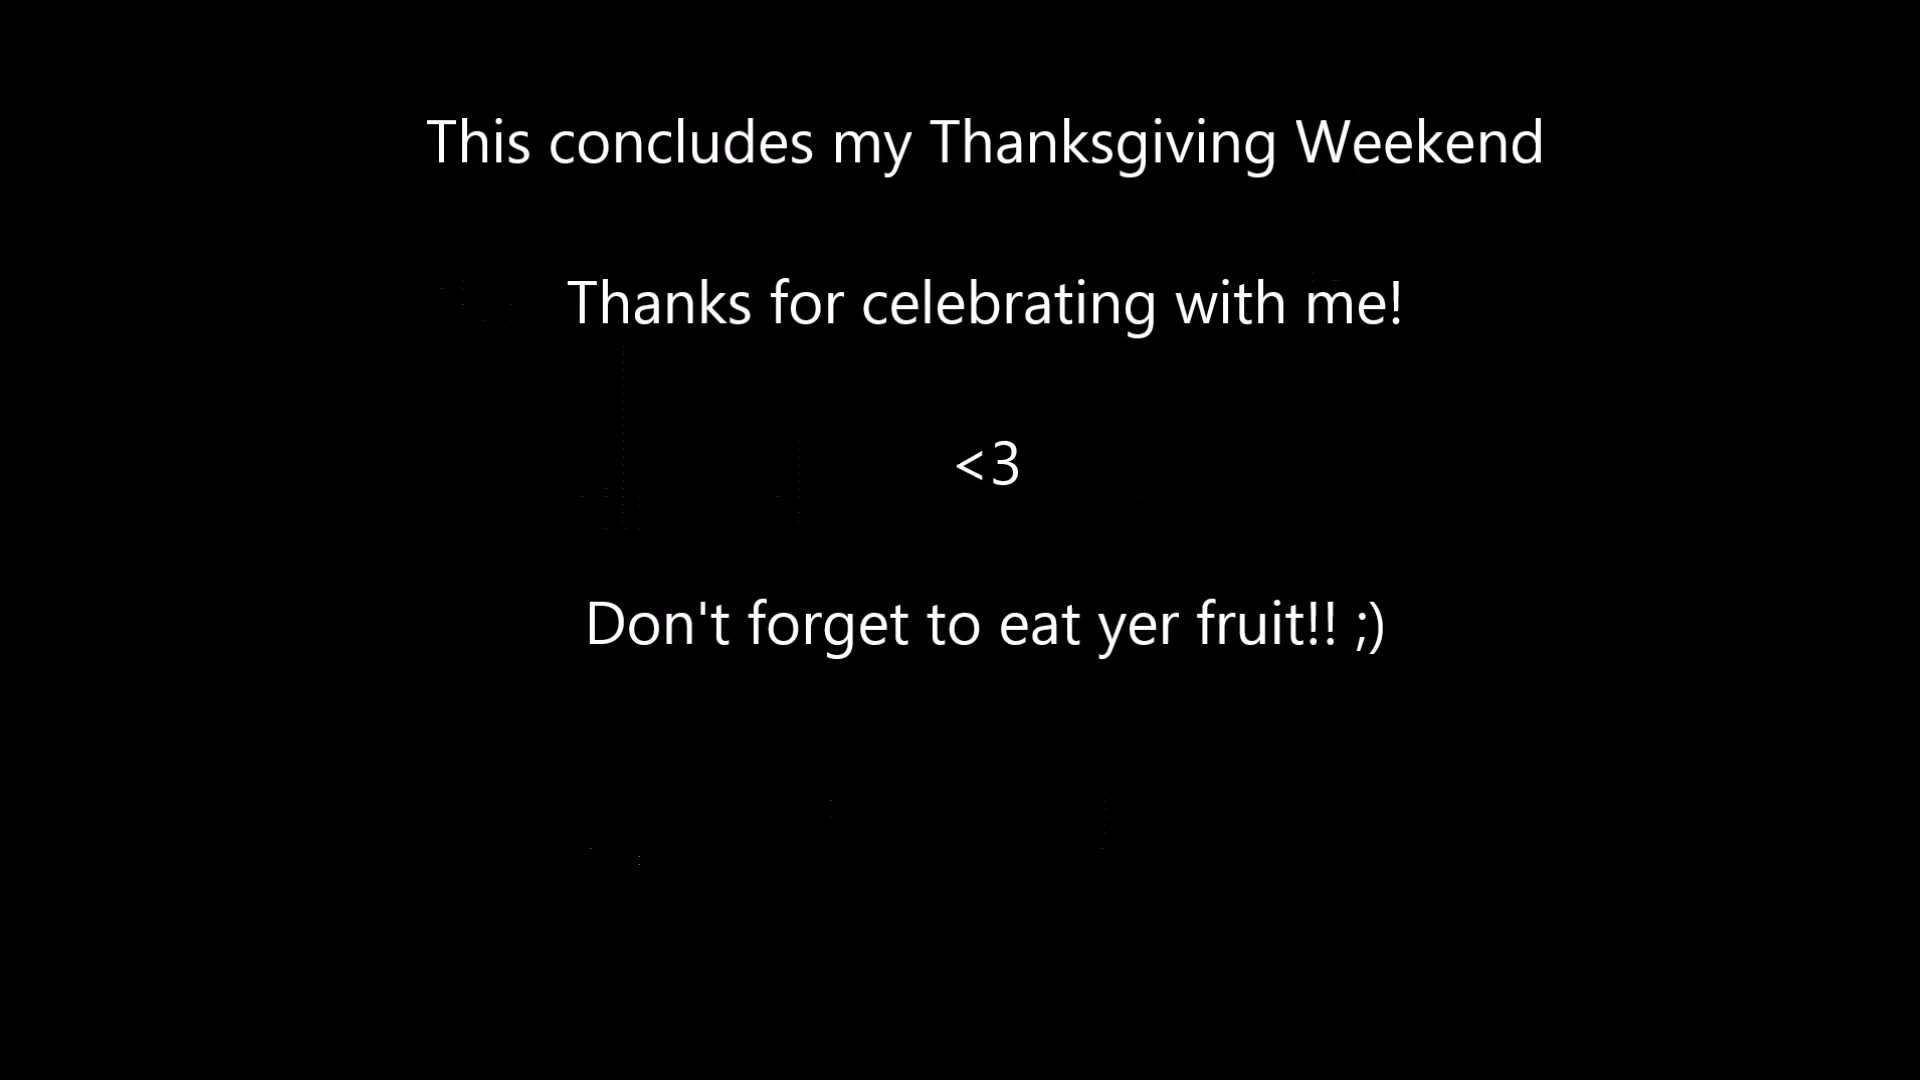 This concludes my Thanksgiving Weekend
Thanks for celebrating with me!
<3
Don't forget to eat yer fruit!! ;)